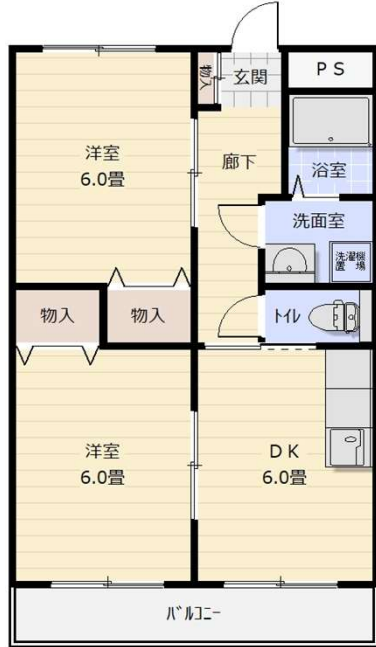 物入
玄関
PS
洋室
6.0畳
廊下
浴室
洗面室
洗濯機
置場
物入
物入
トイレ
洋室
6.0畳
DK
6.0畳
バルコニー